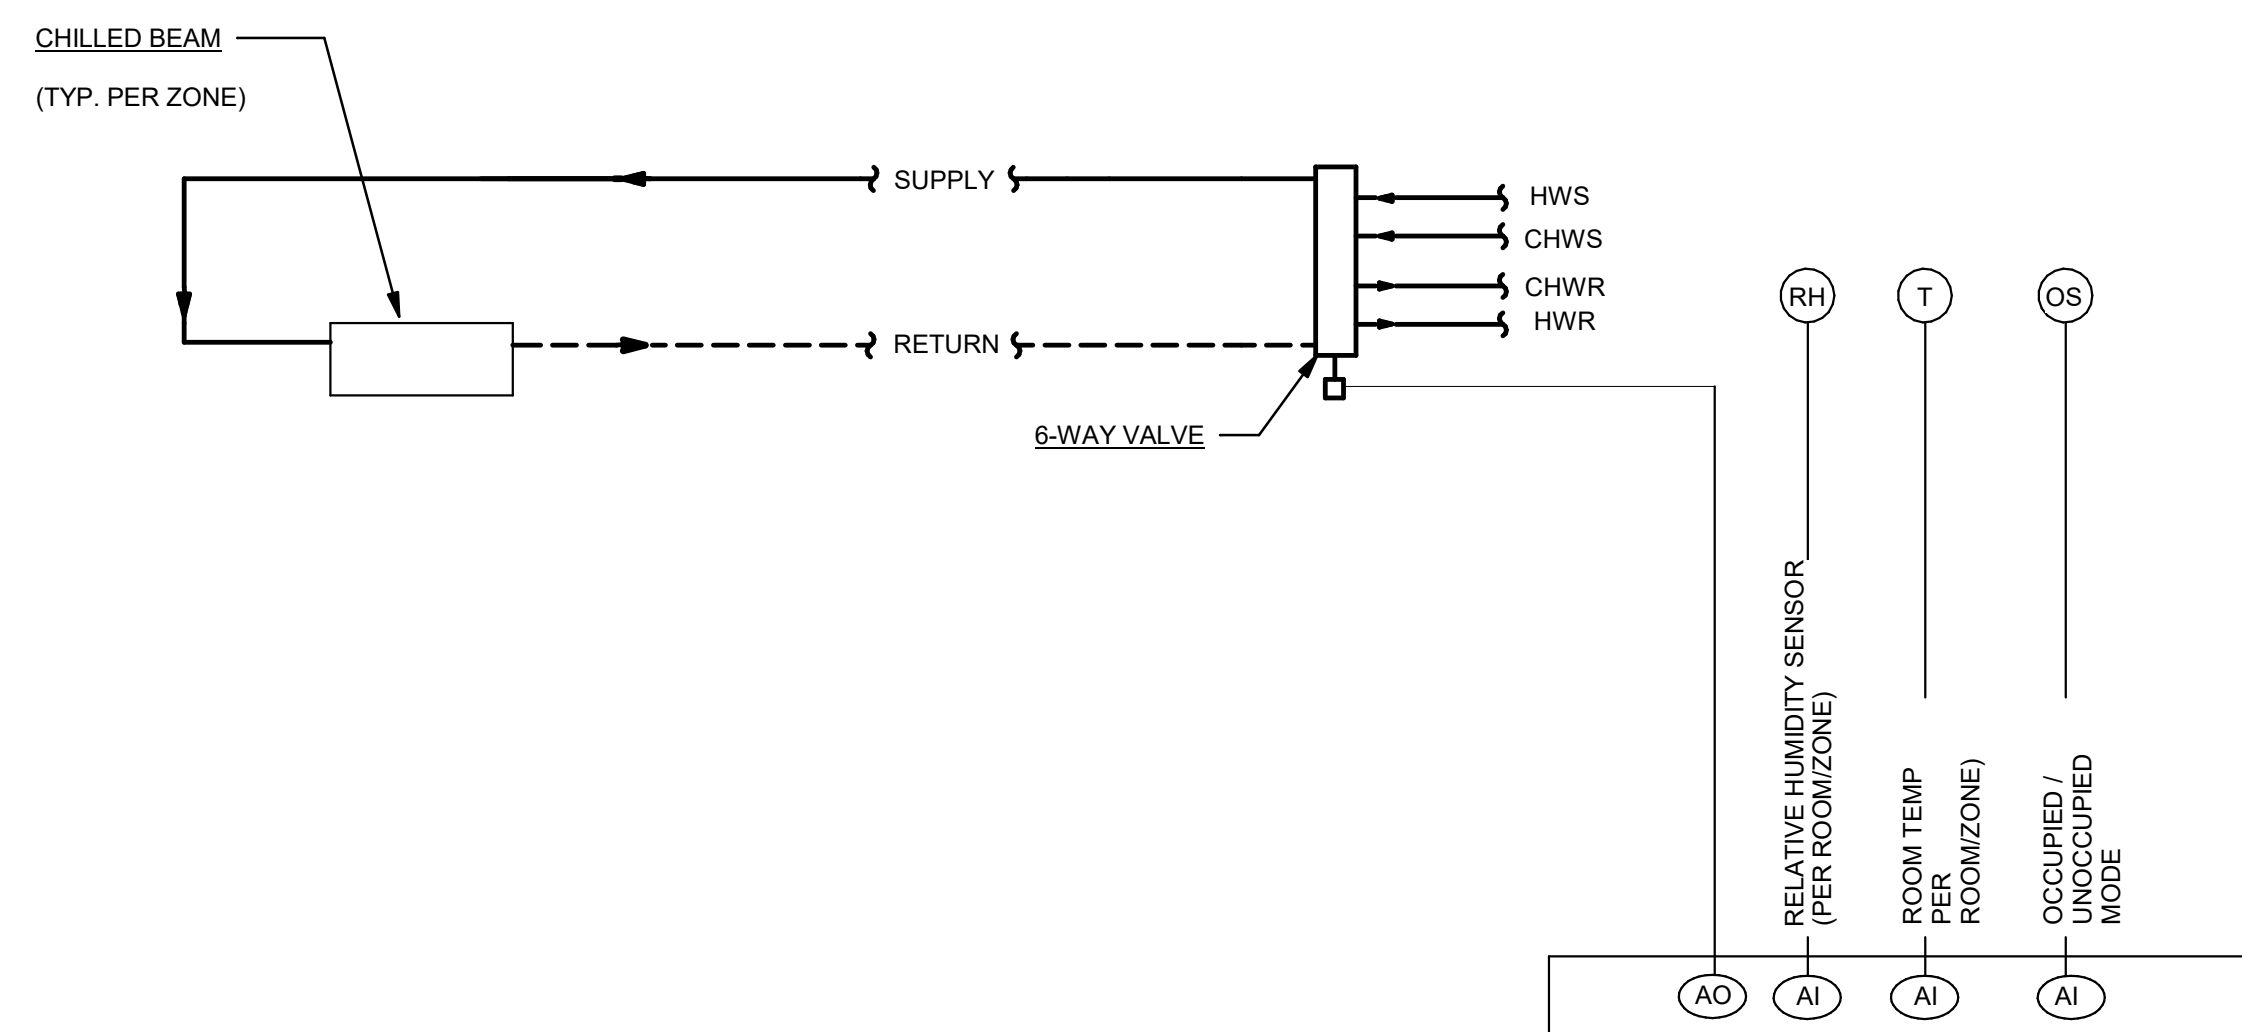 CHILLED BEAM
(TYP. PER ZONE)
SUPPLY
HWS
CHWS
CHWR
HWR
RETURN
6-WAY VALVE
RH
T
OS
RELATIVE HUMIDITY SENSOR
(PER ROOM/ZONE)
ROOM TEMP
PER
ROOM/ZONE)
OCCUPIED /
UNOCCUPIED
MODE
AO
AI
AI
AI